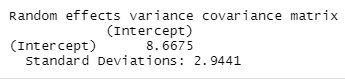 Random effects variance covariance matrix
(Intercept)
(Intercept) 8.6675
Standard Deviations: 2.9441